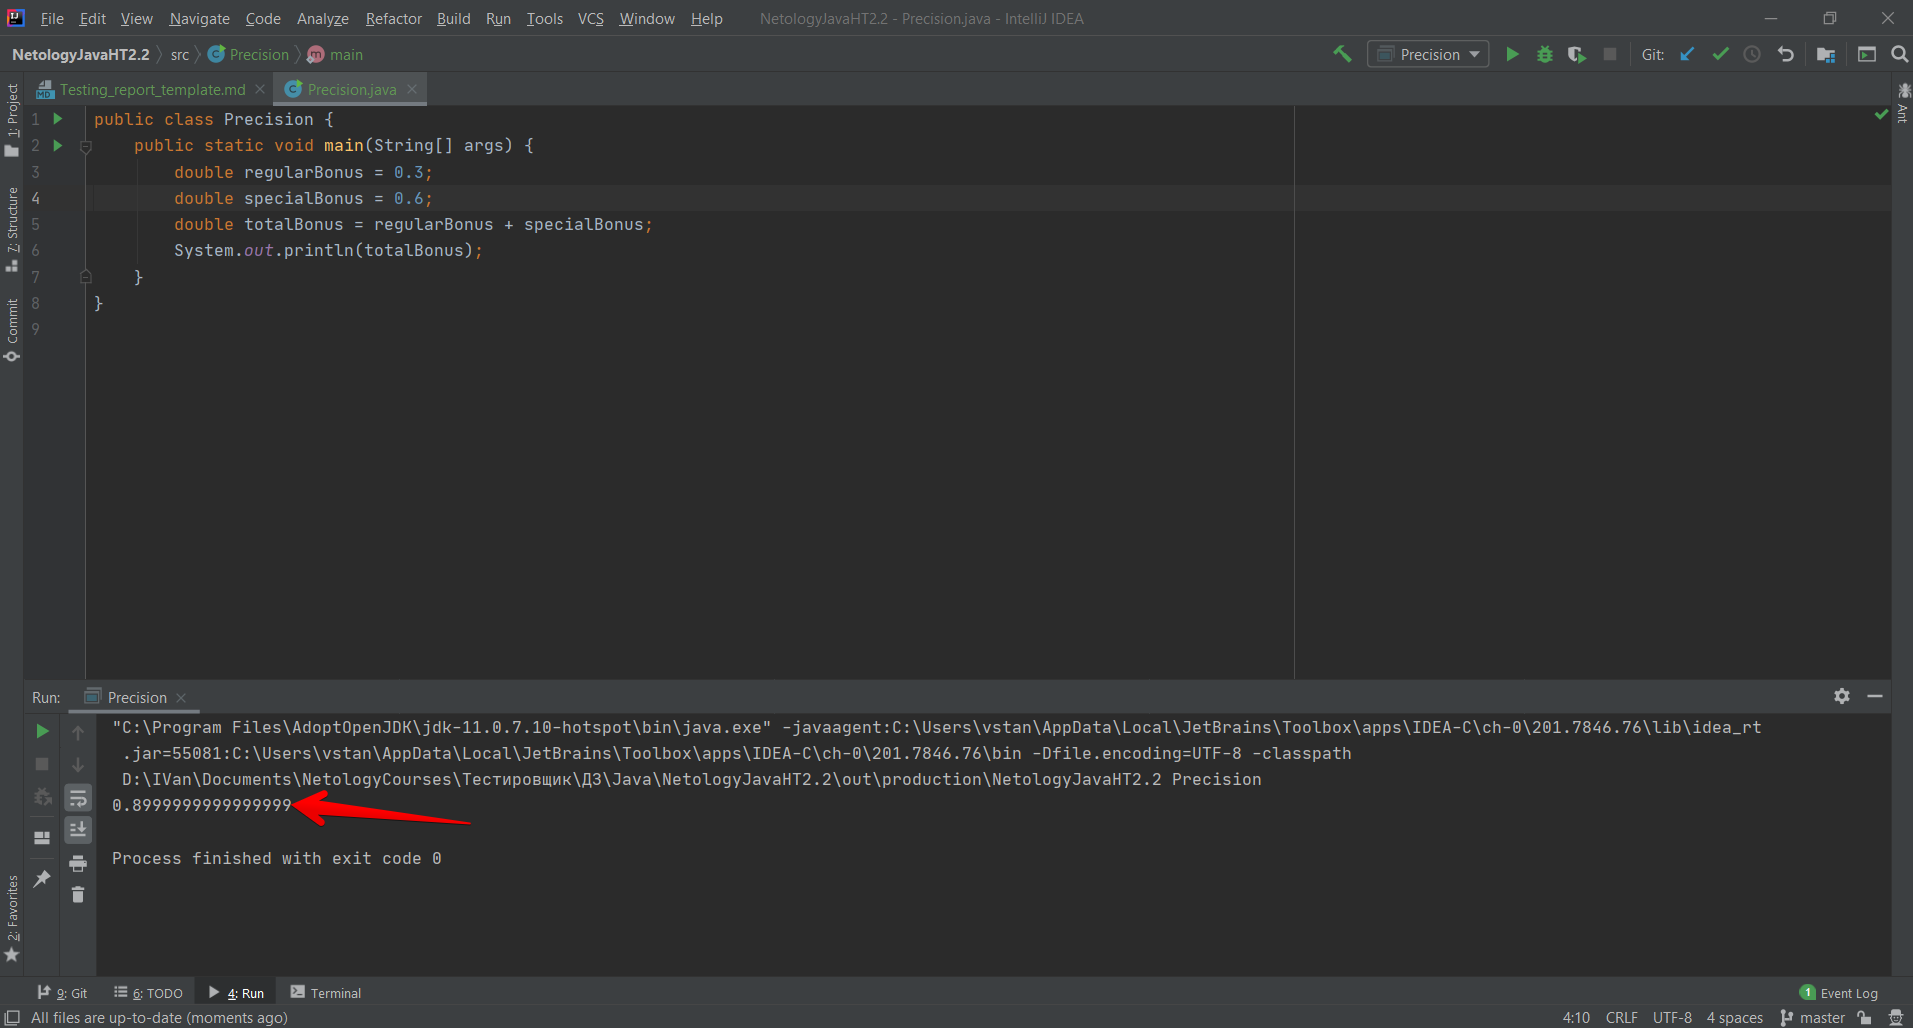 File Edit View Navigate Code Analyze Refactor Build Run Tools VCS Window Help NetologyJavaHT2.2 - Precision.java - IntelliJ IDEA
NetologyJavaHT2.2 src Precision main Precision Git:
Testing_report_template.md Precision.java
1: Project
7: Structure
Commit
2: Favorites
Ant
1 public class Precision {
2 public static void main(String[] args) {
3 double regularBonus = 0.3;
4 double specialBonus = 0.6;
5 double totalBonus = regularBonus + specialBonus;
6 System.out.println(totalBonus);
7 }
8 }
9
Run: Precision
"C:\Program Files\AdoptOpenJDK\jdk-11.0.7.10-hotspot\bin\java.exe" -javaagent:C:\Users\vstan\AppData\Local\JetBrains\Toolbox\apps\IDEA-C\ch-0\201.7846.76\lib\idea_rt
.jar=55081:C:\Users\vstan\AppData\Local\JetBrains\Toolbox\apps\IDEA-C\ch-0\201.7846.76\bin -Dfile.encoding=UTF-8 -classpath
D:\IVan\Documents\NetologyCourses\Тестировщик\ДЗ\Java\NetologyJavaHT2.2\out\production\NetologyJavaHT2.2 Precision
0.8999999999999999
Process finished with exit code 0
9: Git 6: TODO 4: Run Terminal 1 Event Log
All files are up-to-date (moments ago) 4:10 CRLF UTF-8 4 spaces master